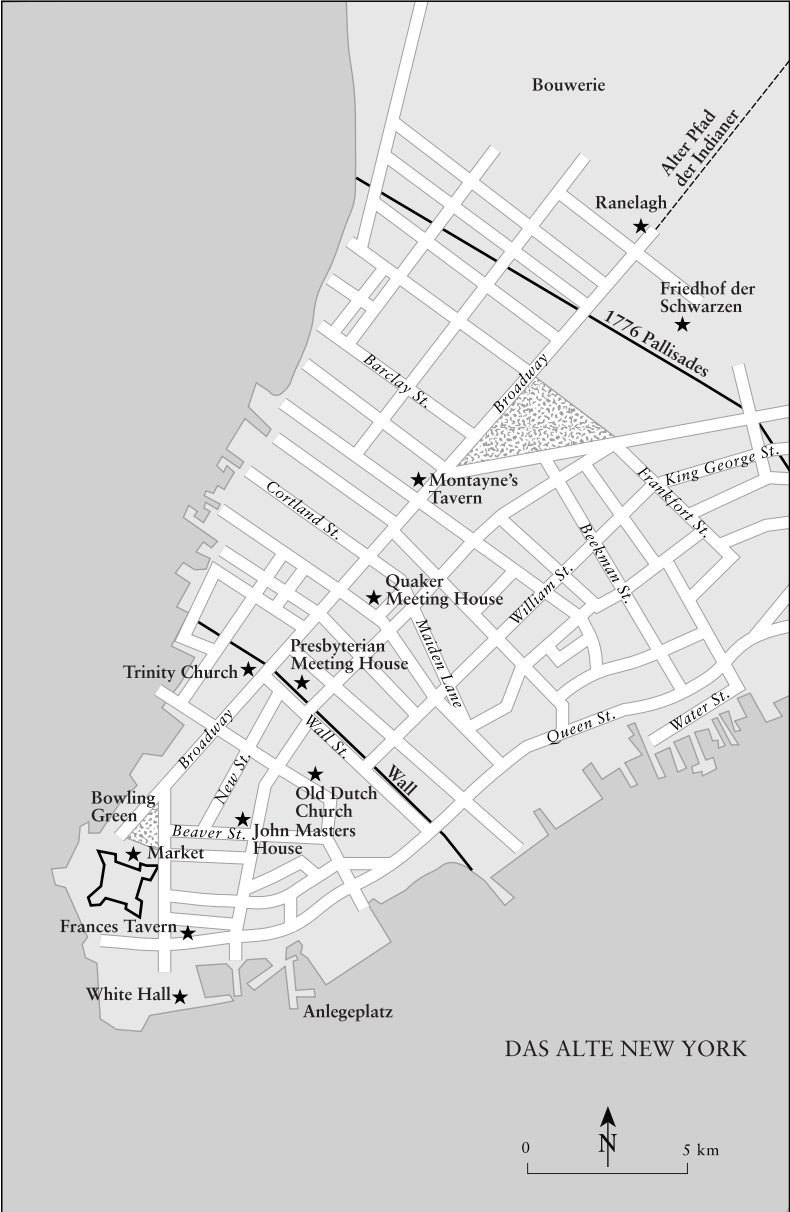 Bouwerie
Alter Pfad
der Indianer
Ranelagh
Friedhof der
Schwarzen
1776 Pallisades
Barclay St.
Broadway
King George St.
Frankfort St.
Montayne's
Tavern
Cortland St.
Beekman St.
William St.
Quaker
Meeting House
Maiden Lane
Presbyterian
Meeting House
Trinity Church
Queen St.
Water St.
Broadway
Wall St.
Wall
New St.
Old Dutch
Church
Bowling
Green
Beaver St.
John Masters
House
Market
Frances Tavern
White Hall
Anlegeplatz
DAS ALTE NEW YORK
N
0 5 km